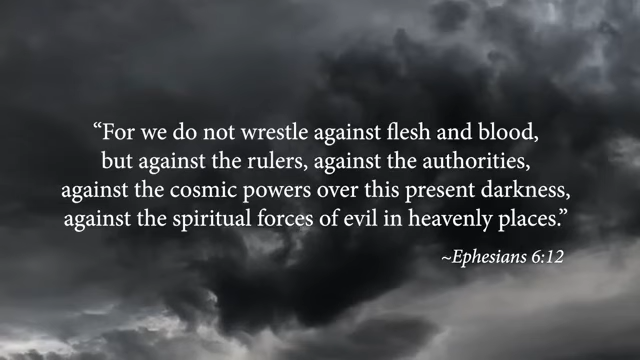 “For we do not wrestle against flesh and blood,
but against the rulers, against the authorities,
against the cosmic powers over this present darkness,
against the spiritual forces of evil in heavenly places.”
~Ephesians 6:12